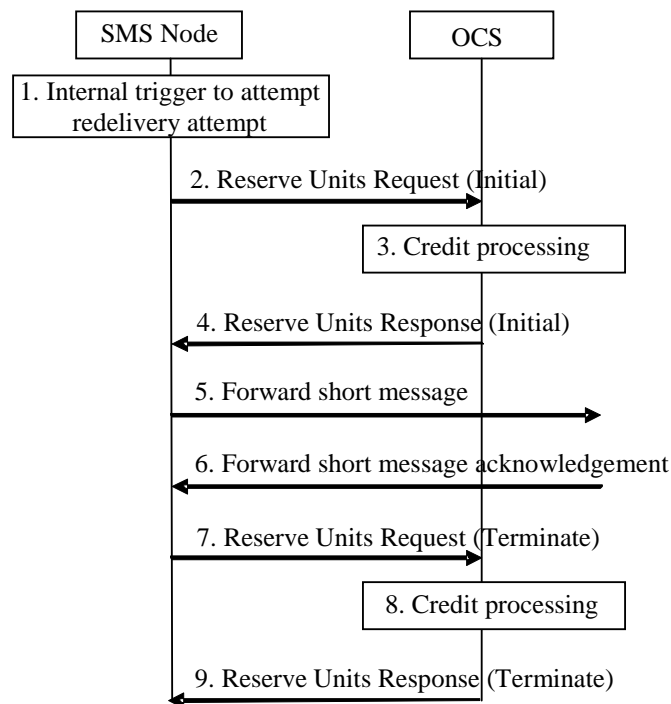 SMS Node
OCS
1. Internal trigger to attempt
redelivery attempt
2. Reserve Units Request (Initial)
3. Credit processing
4. Reserve Units Response (Initial)
5. Forward short message
6. Forward short message acknowledgement
7. Reserve Units Request (Terminate)
8. Credit processing
9. Reserve Units Response (Terminate)